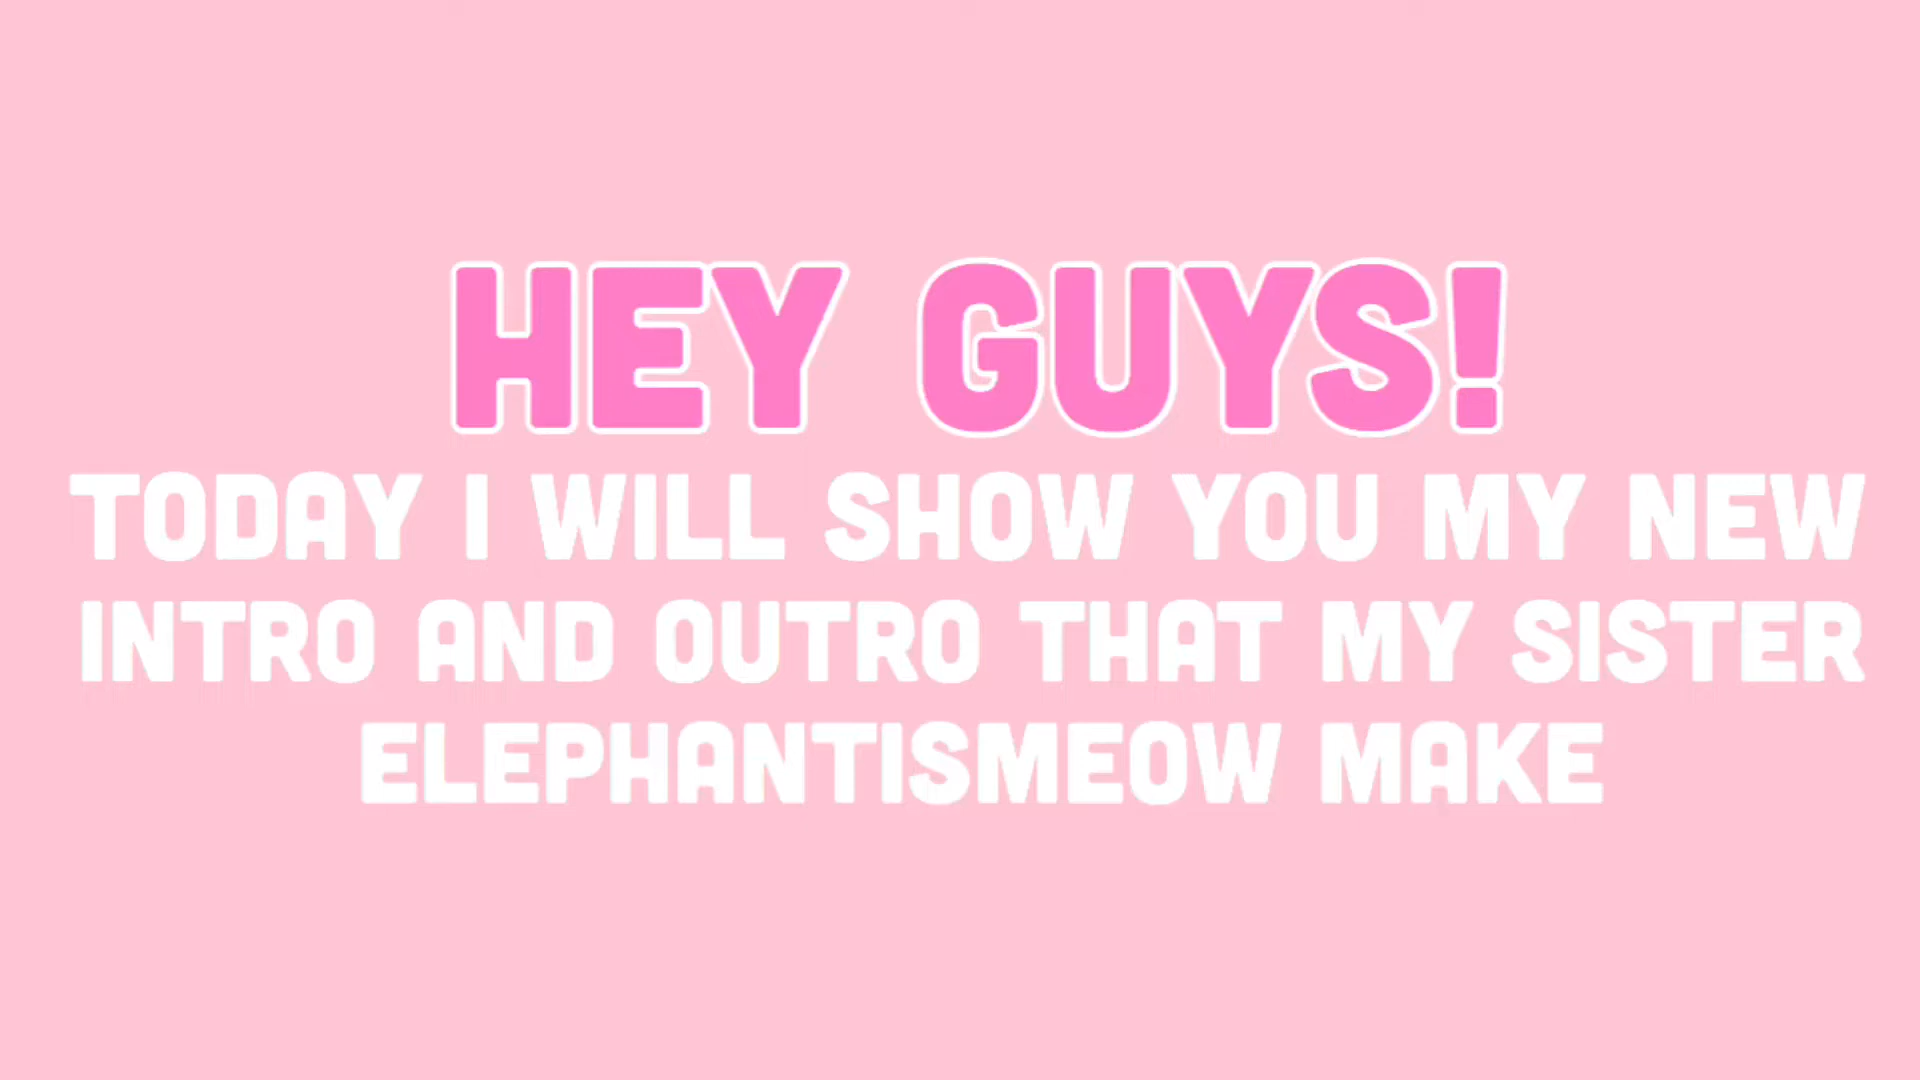 HEY GUYS!
TODAY I WILL SHOW YOU MY NEW
INTRO AND OUTRO THAT MY SISTER
ELEPHANTISMEOW MAKE